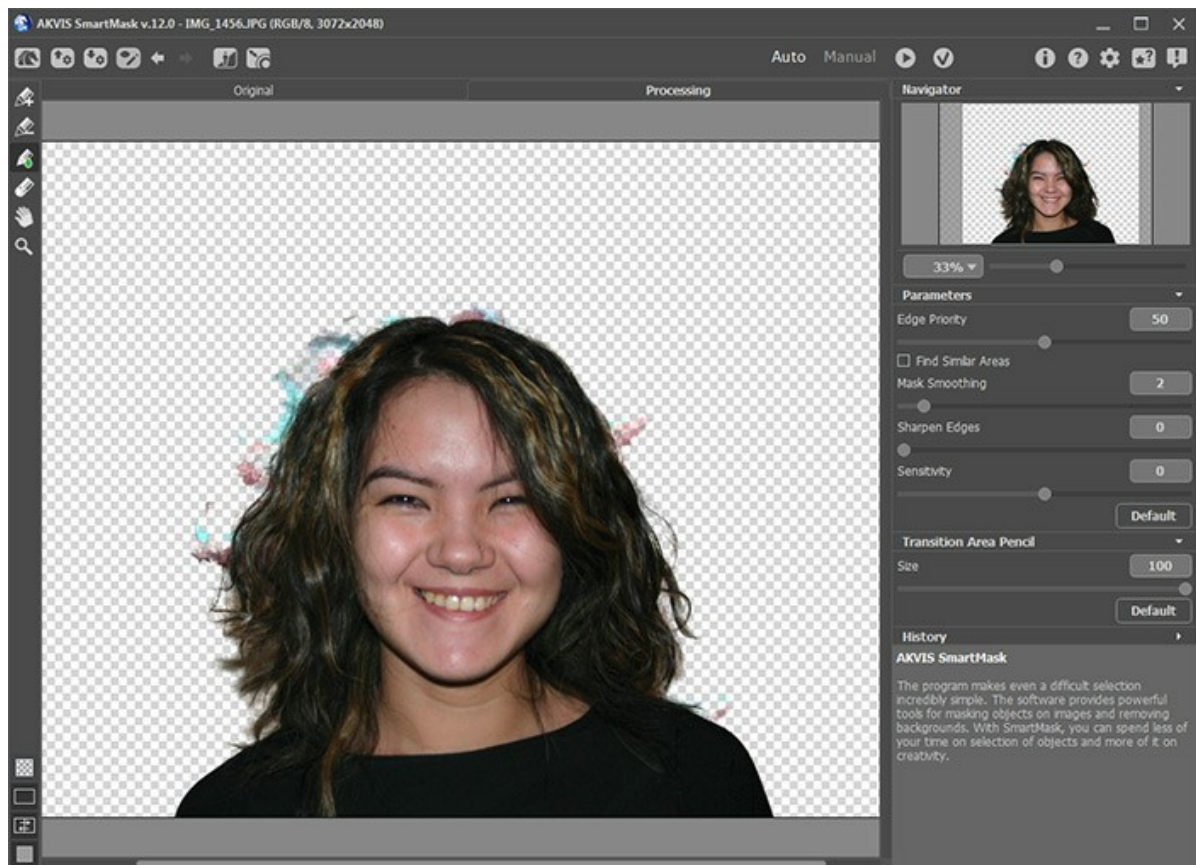 AKVIS SmartMask v.12.0 - IMG_1456.JPG (RGB/8, 3072x2048)
Auto Manual
Original Processing
Navigator
33%
Parameters
Edge Priority 50
Find Similar Areas
Mask Smoothing 2
Sharpen Edges 0
Sensitivity 0
Default
Transition Area Pencil
Size 100
Default
History
AKVIS SmartMask
The program makes even a difficult selection
incredibly simple. The software provides powerful
tools for masking objects on images and removing
backgrounds. With SmartMask, you can spend less of
your time on selection of objects and more of it on
creativity.